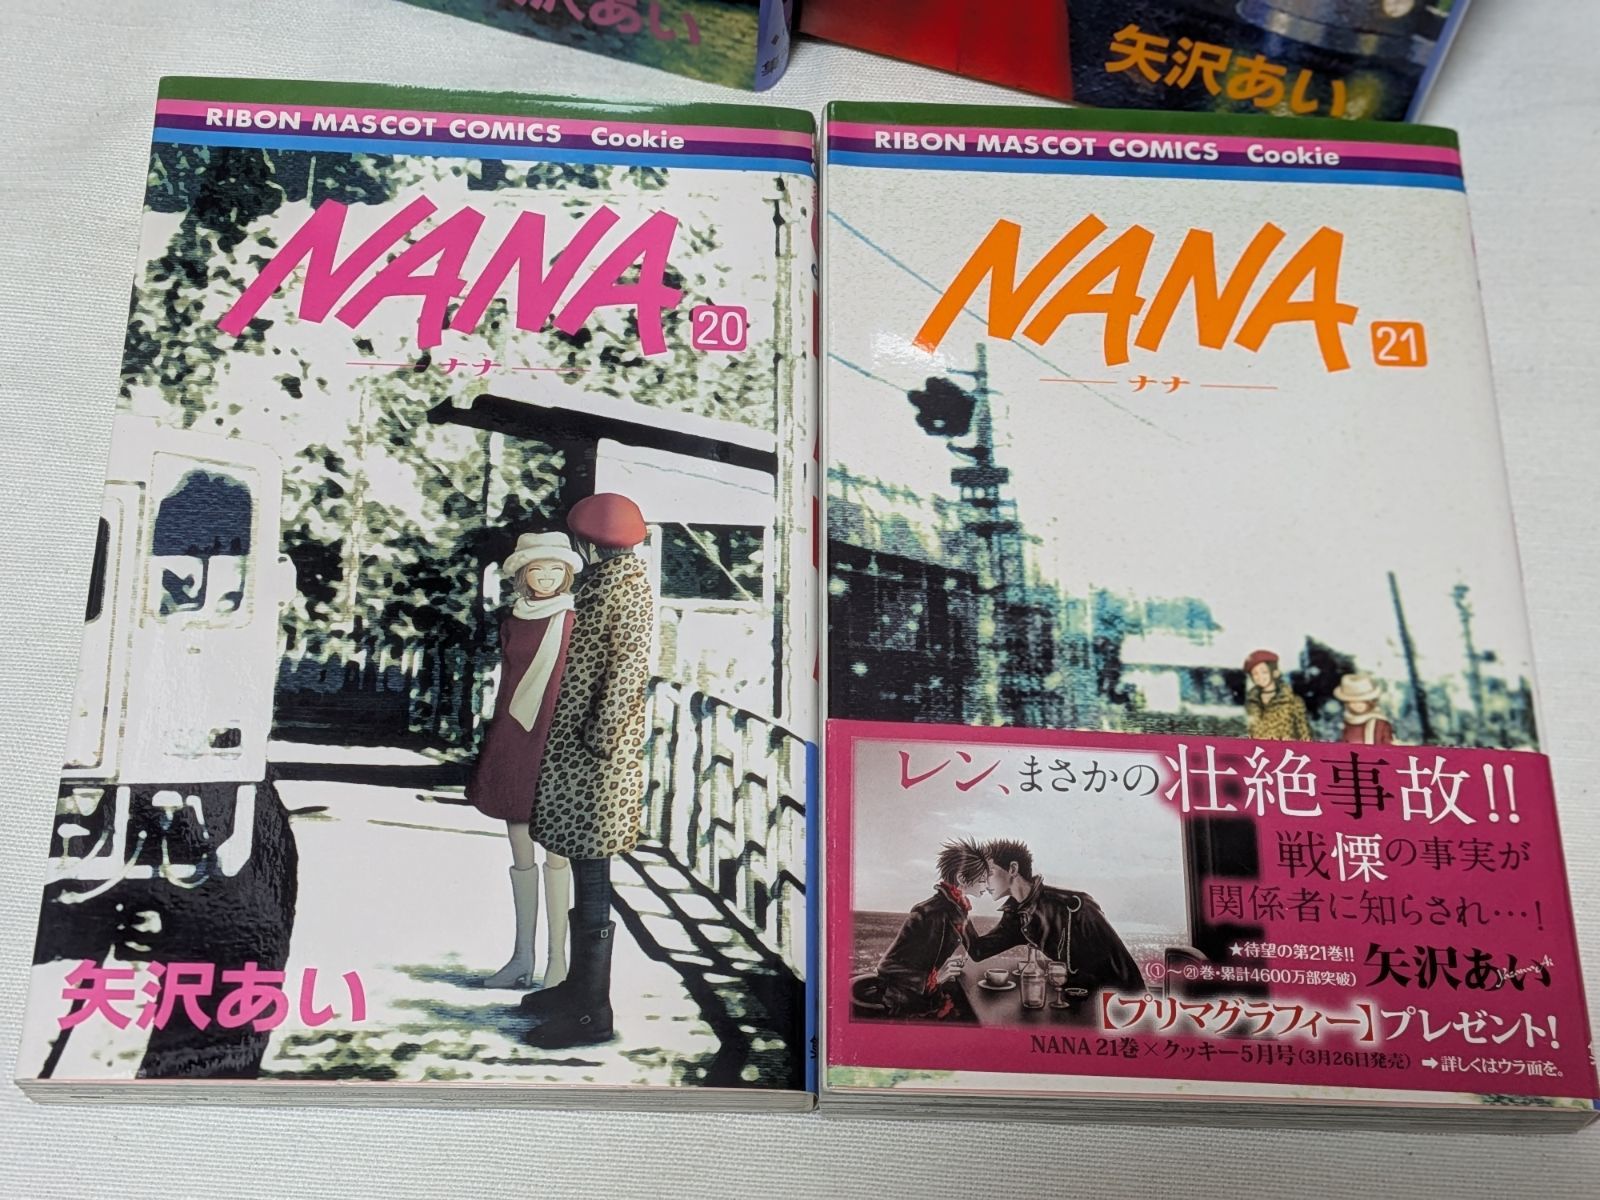 沢あい
集
矢沢あい
RIBON MASCOT COMICS Cookie
NANA 20
ナナ
矢沢あい
集
RIBON MASCOT COMICS Cookie
NANA 21
ナナ
レン、まさかの壮絶事故!!
戦慄の事実が
関係者に知らされ…!
★待望の第21巻!!
(①〜㉑巻・累計4600万部突破)
矢沢あい
【プリマグラフィー】プレゼント!
NANA 21巻×クッキー5月号(3月26日発売) ➡詳しくはウラ面を。